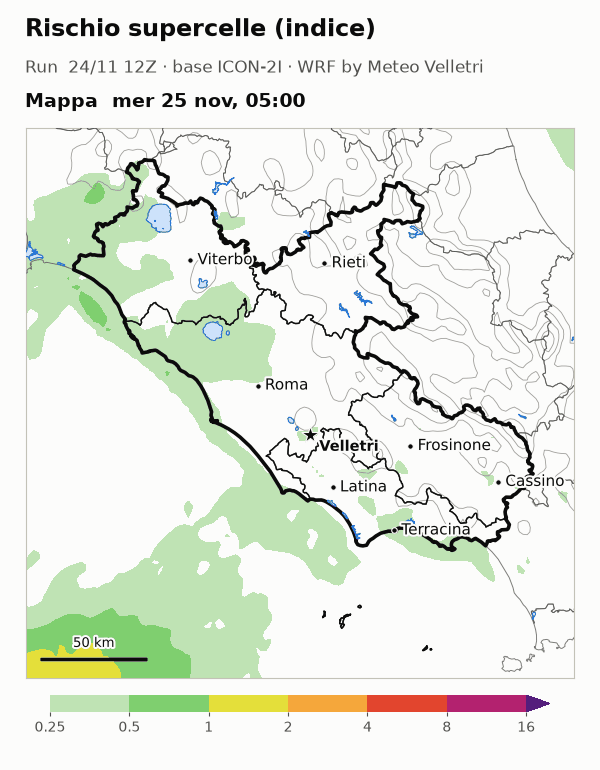 Rischio supercelle (indice)
Run  24/11 12Z · base ICON-2I · WRF by Meteo Velletri
Mappa  mer 25 nov, 05:00
Viterbo
Rieti
Roma
Velletri
Frosinone
Latina
Cassino
Terracina
50 km
0.25 0.5 1 2 4 8 16